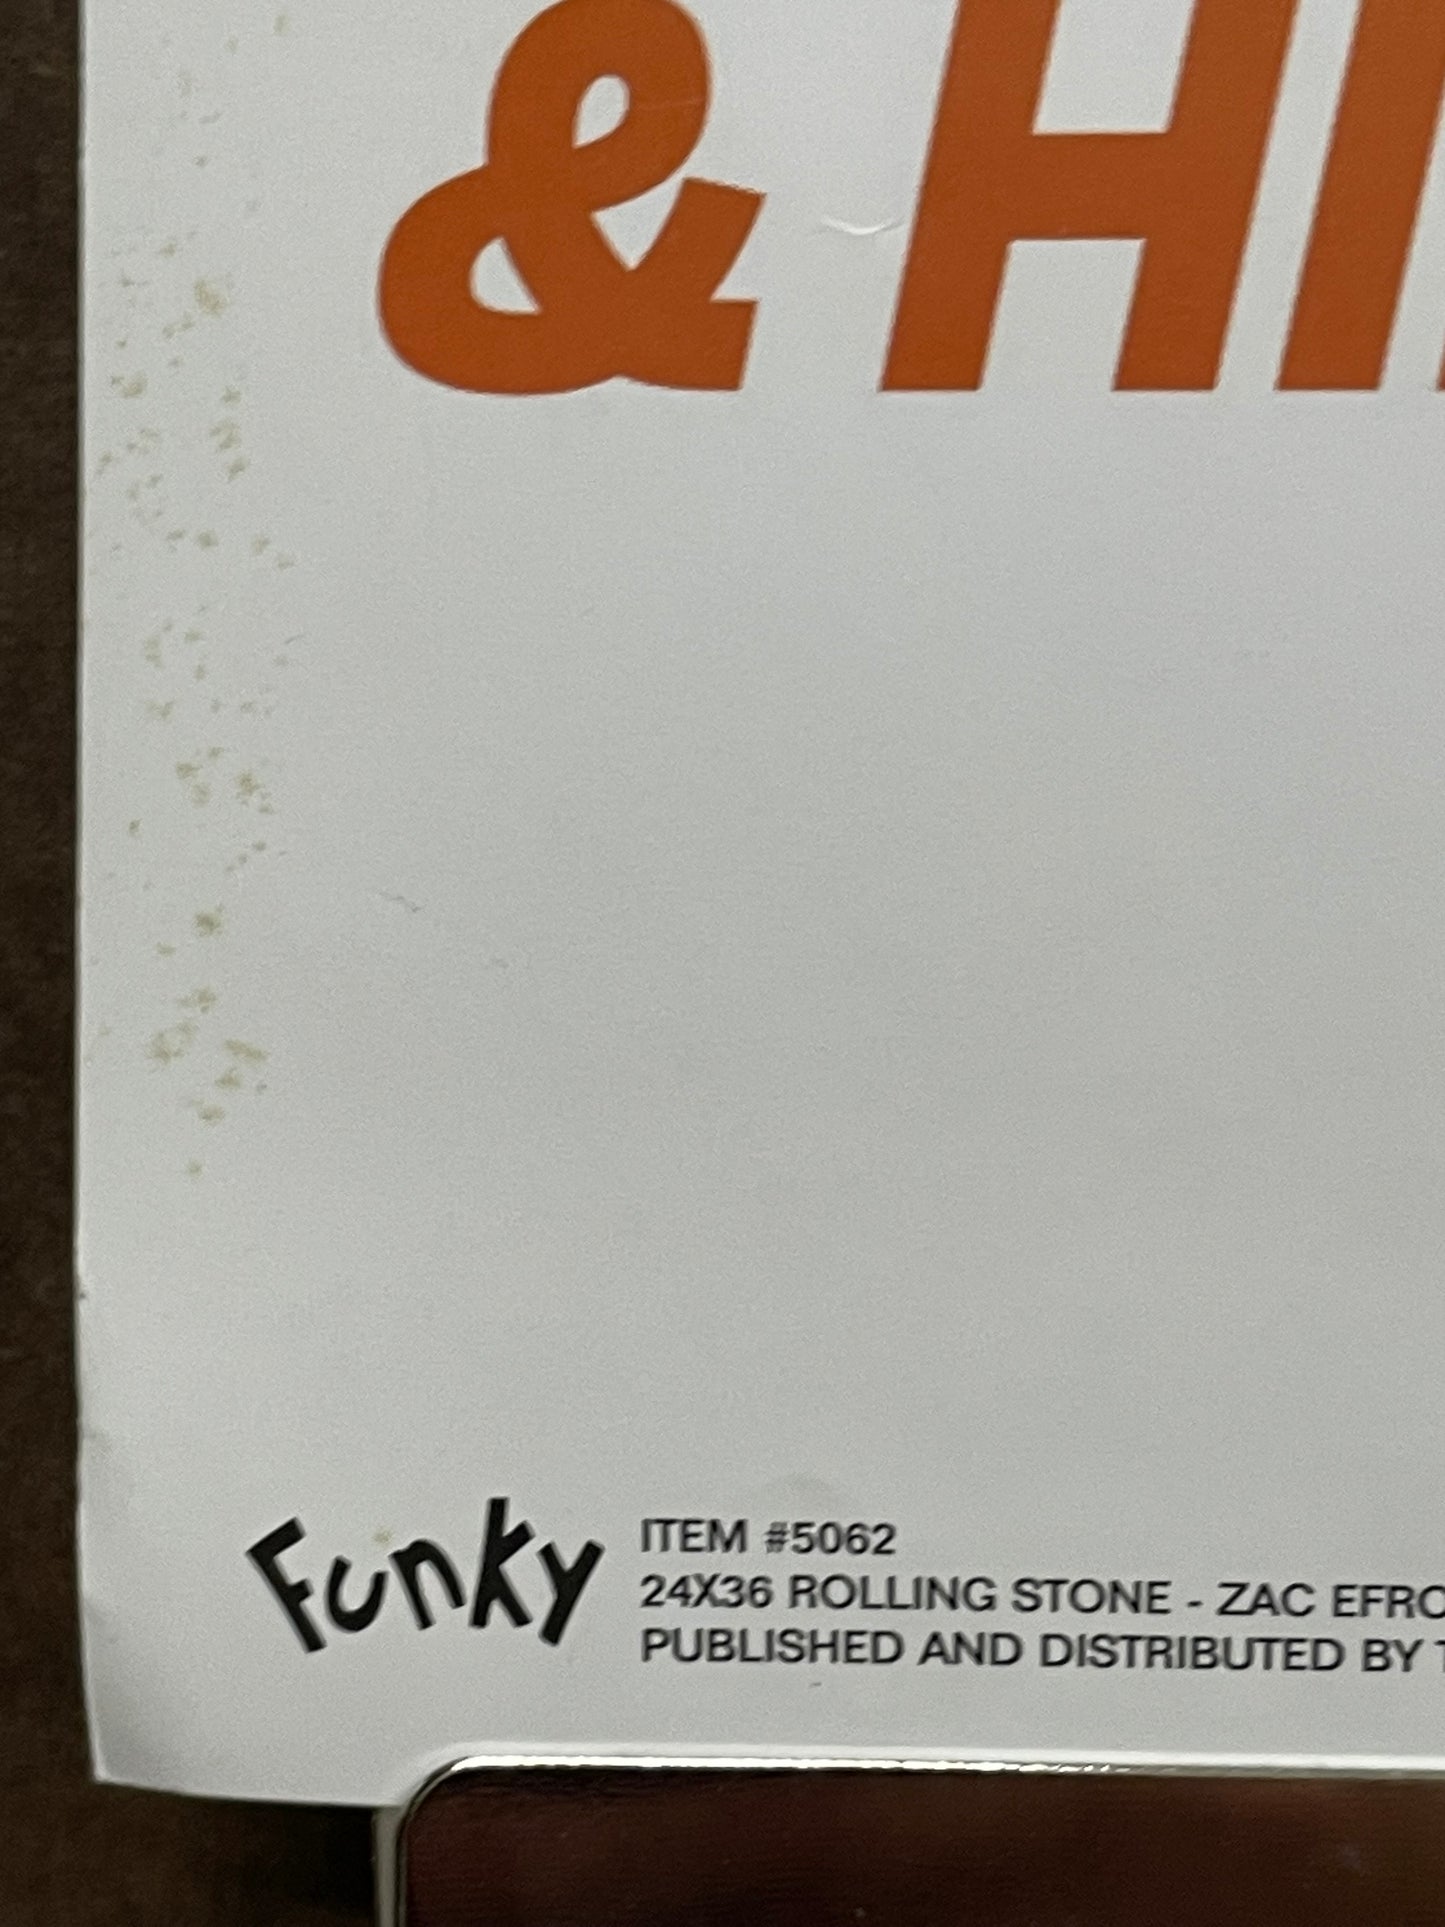 & HI
Funky
ITEM #5062
24X36 ROLLING STONE - ZAC EFRO
PUBLISHED AND DISTRIBUTED BY T